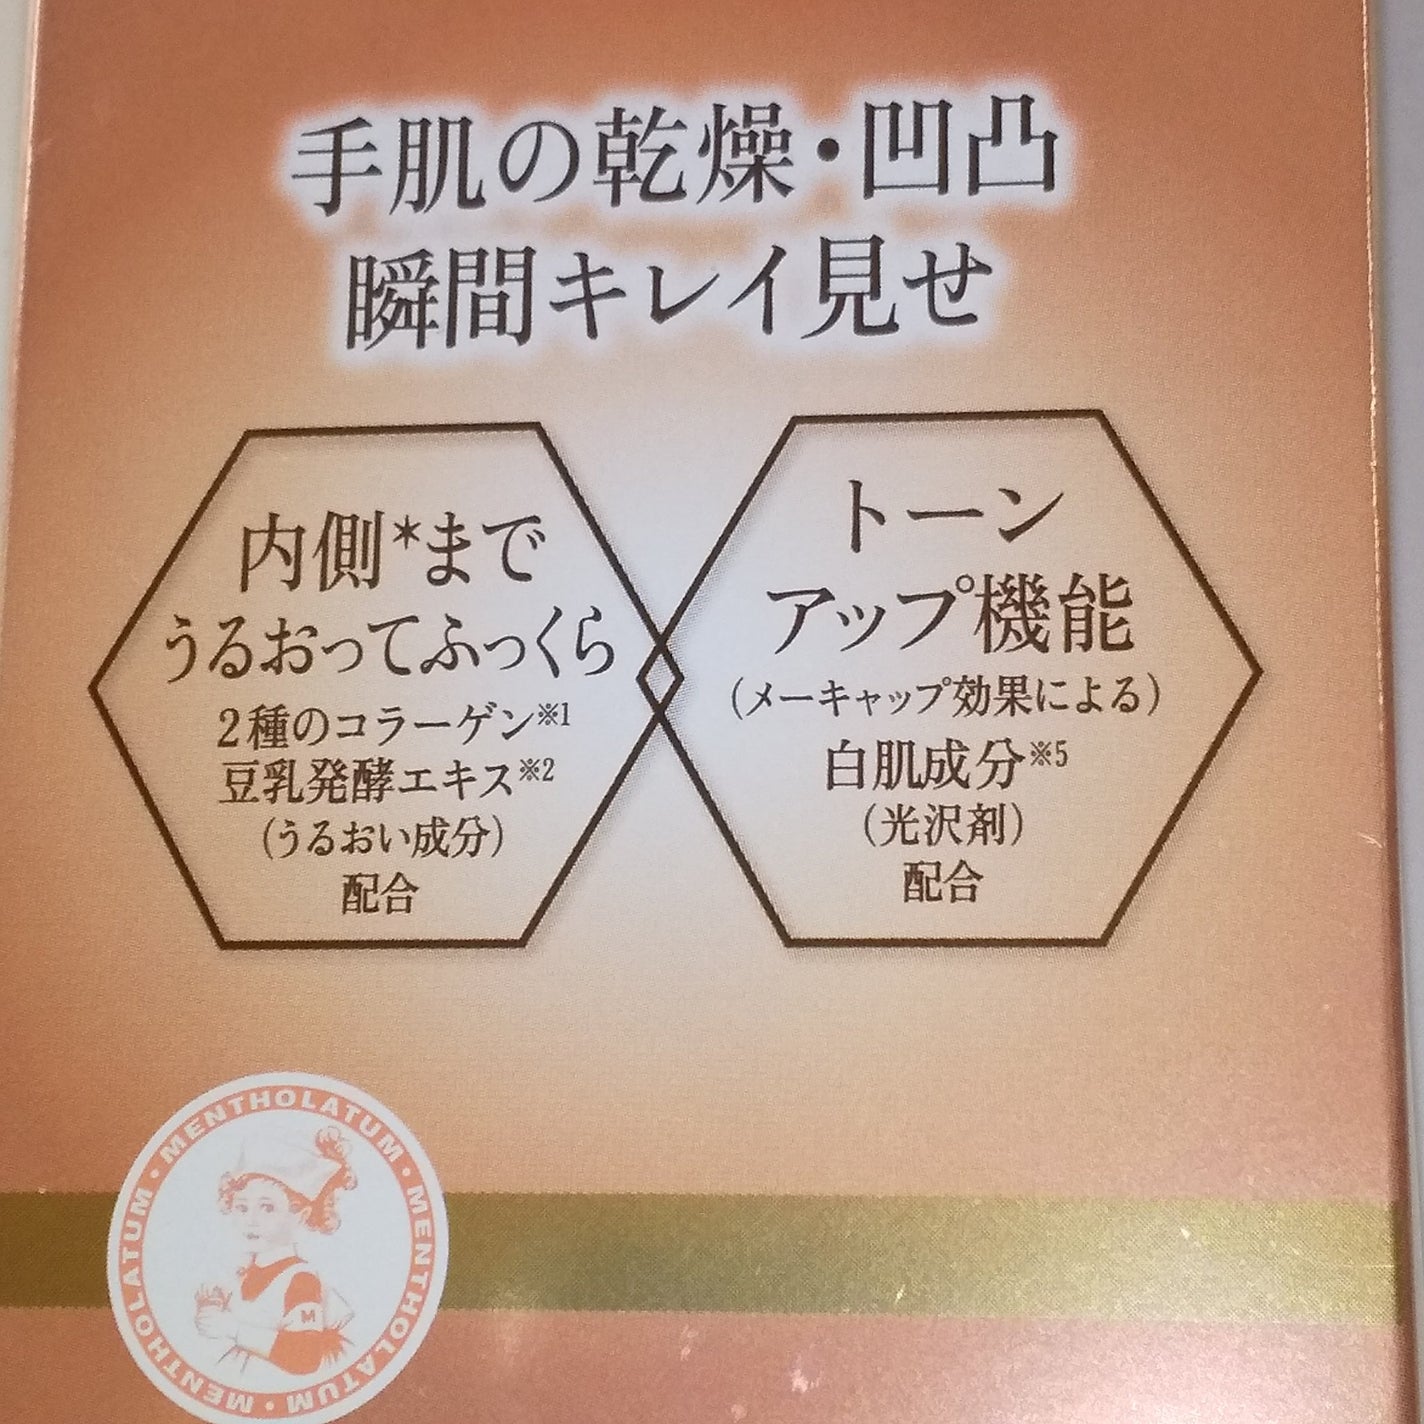 手肌の乾燥・凹凸
瞬間キレイ見せ
内側*まで
うるおってふっくら
2種のコラーゲン※1
豆乳発酵エキス※2
(うるおい成分)
配合
トーン
アップ機能
(メーキャップ効果による)
白肌成分※5
(光沢剤)
配合
MENTHOLATUM・MENTHOLATUM・MENTHOLATUM・
M